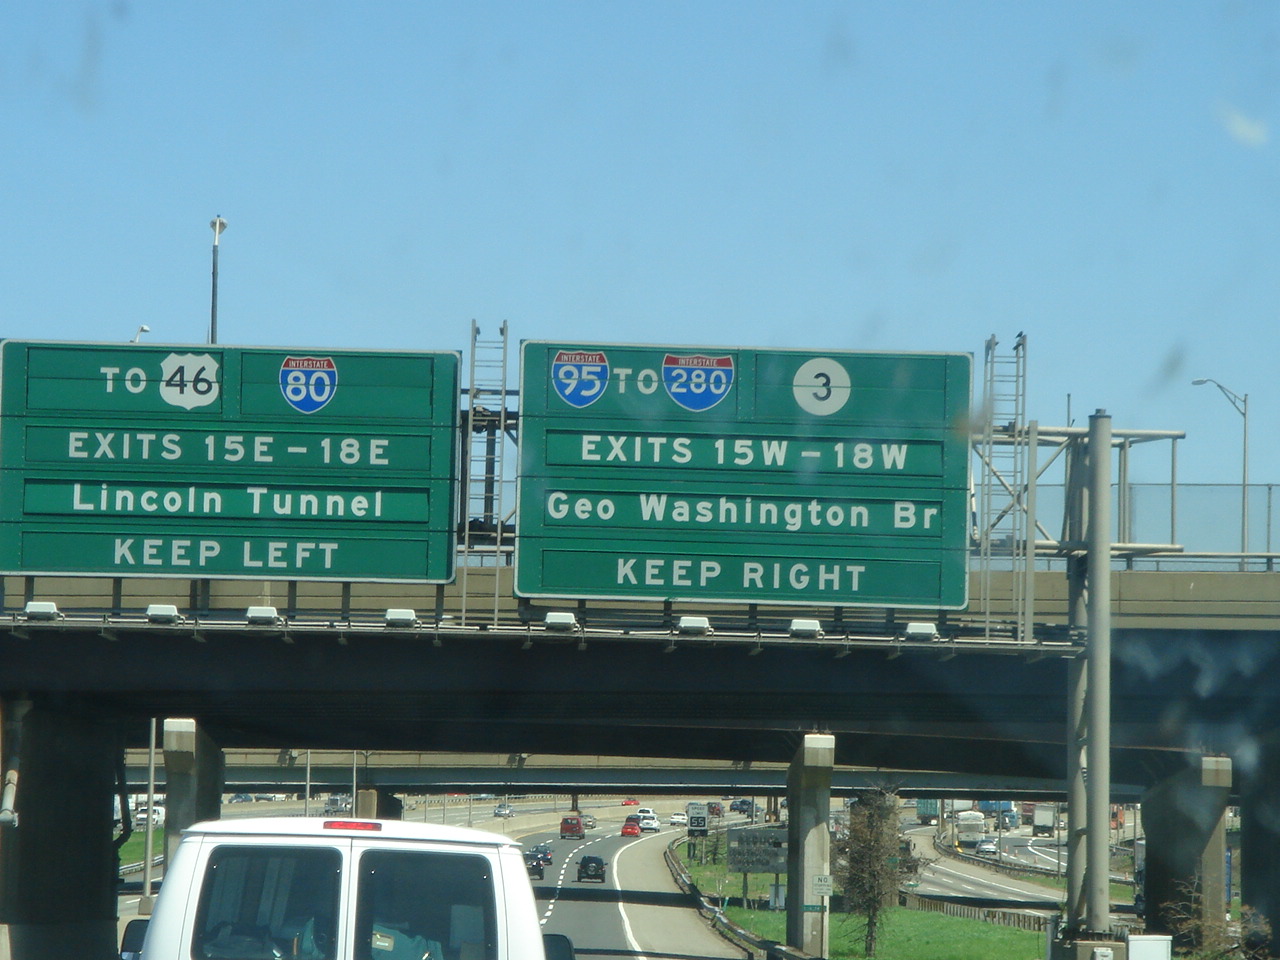 TO 46 INTERSTATE 80
EXITS 15E - 18E
Lincoln Tunnel
KEEP LEFT
INTERSTATE 95 TO INTERSTATE 280 3
EXITS 15W - 18W
Geo Washington Br
KEEP RIGHT
55
NO